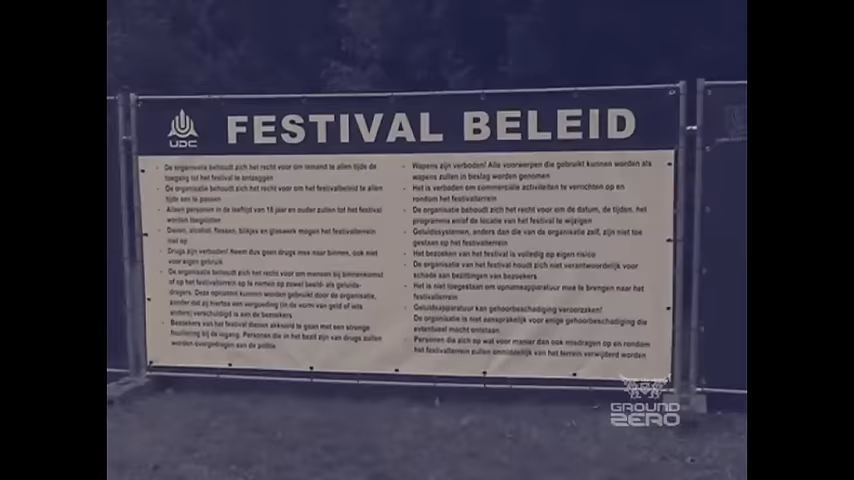 UDC
FESTIVAL BELEID
- De organisatie behoudt zich het recht voor om iemand te allen tijde de
toegang tot het festival te ontzeggen
- De organisatie behoudt zich het recht voor om het festivalbeleid te allen
tijde aan te passen
- Alleen personen in de leeftijd van 16 jaar en ouder zullen tot het festival
worden toegelaten
- Dieren, alcohol, flessen, blikjes en glaswerk mogen het festivalterrein
niet op
- Drugs zijn verboden! Neem dus geen drugs mee naar binnen, ook niet
voor eigen gebruik
- De organisatie behoudt zich het recht voor om mensen bij binnenkomst
of op het festivalterrein op te nemen op zowel beeld- als geluids-
dragers. Deze opnamen kunnen worden gebruikt door de organisatie,
zonder dat zij hiertoe een vergoeding (in de vorm van geld of iets
anders) verschuldigd is aan de bezoekers
- Bezoekers van het festival dienen akkoord te gaan met een strenge
fouillering bij de ingang. Personen die in het bezit zijn van drugs zullen
worden overgedragen aan de politie
- Wapens zijn verboden! Alle voorwerpen die gebruikt kunnen worden als
wapens zullen in beslag worden genomen
- Het is verboden om commerciële activiteiten te verrichten op en
rondom het festivalterrein
- De organisatie behoudt zich het recht voor om de datum, de tijden, het
programma en/of de locatie van het festival te wijzigen
- Geluidssystemen, anders dan die van de organisatie zelf, zijn niet toe
gestaan op het festivalterrein
- Het bezoeken van het festival is volledig op eigen risico
- De organisatie van het festival houdt zich niet verantwoordelijk voor
schade aan bezittingen van bezoekers
- Het is niet toegestaan om opnameapparatuur mee te brengen naar het
festivalterrein
- Geluidsapparatuur kan gehoorbeschadiging veroorzaken!
De organisatie is niet aansprakelijk voor enige gehoorbeschadiging die
eventueel mocht ontstaan
- Personen die zich op wat voor manier dan ook misdragen op en rondom
het festivalterrein zullen onmiddellijk van het terrein verwijderd worden
GROUND
ZERO